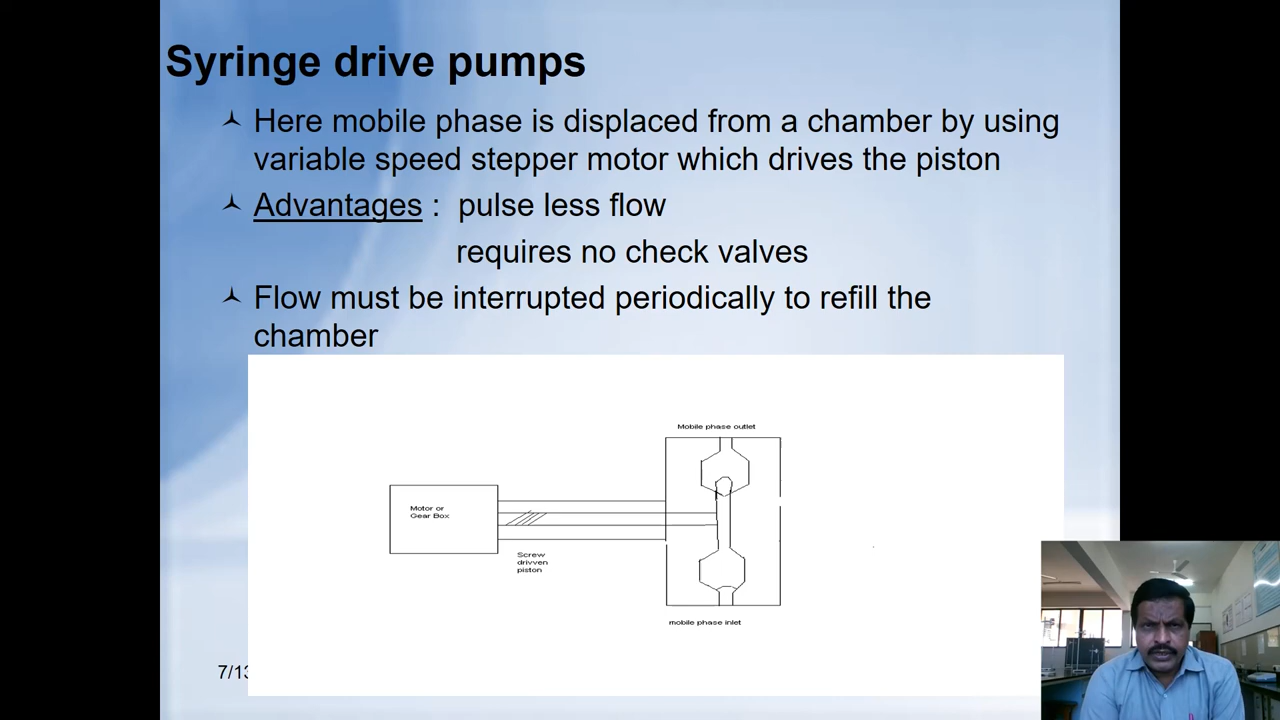 Syringe drive pumps
Here mobile phase is displaced from a chamber by using
variable speed stepper motor which drives the piston
Advantages : pulse less flow
requires no check valves
Flow must be interrupted periodically to refill the
chamber
Mobile phase outlet
Motor or
Gear Box
Screw
drivven
piston
mobile phase inlet
7/13